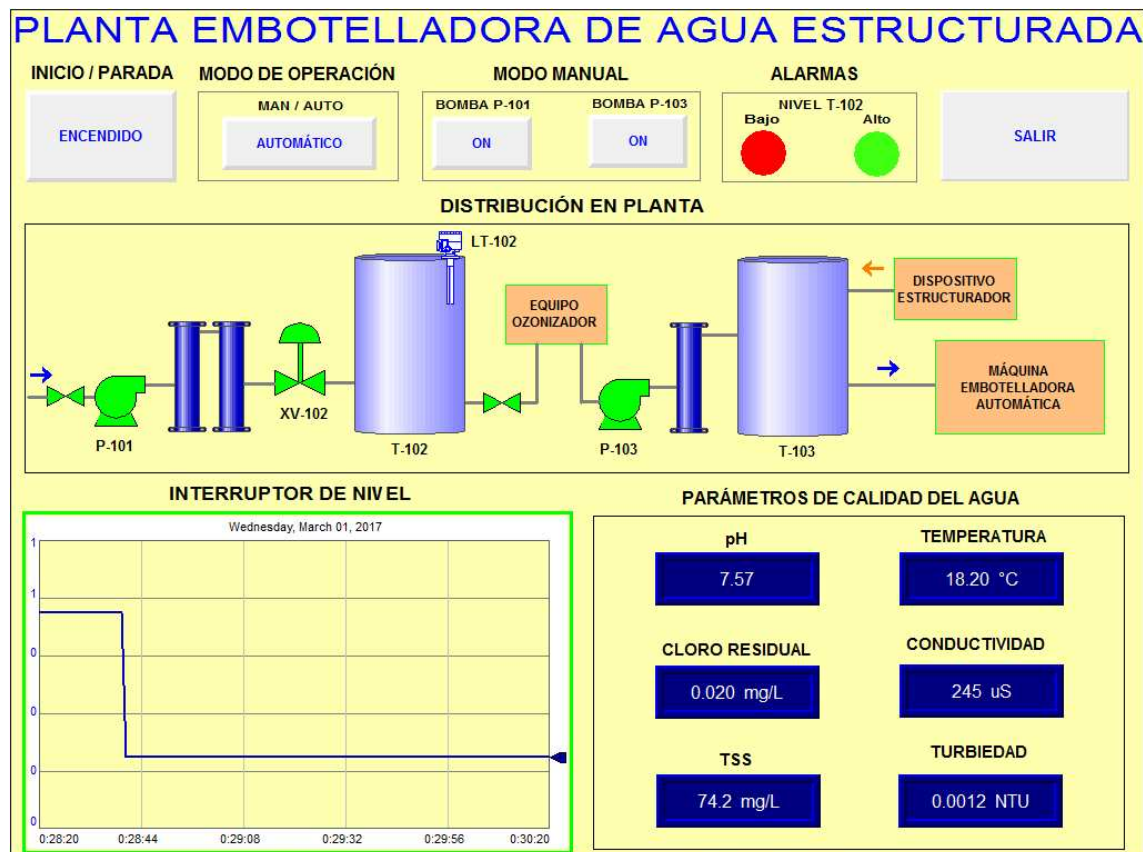 PLANTA EMBOTELLADORA DE AGUA ESTRUCTURADA
INICIO / PARADA
MODO DE OPERACIÓN
MODO MANUAL
ALARMAS
ENCENDIDO
MAN / AUTO
AUTOMÁTICO
BOMBA P-101
ON
BOMBA P-103
ON
NIVEL T-102
Bajo
Alto
SALIR
DISTRIBUCIÓN EN PLANTA
LT-102
EQUIPO
OZONIZADOR
DISPOSITIVO
ESTRUCTURADOR
MÁQUINA
EMBOTELLADORA
AUTOMÁTICA
XV-102
P-101
T-102
P-103
T-103
INTERRUPTOR DE NIVEL
Wednesday, March 01, 2017
1
1
0
0
0
0
0:28:20
0:28:44
0:29:08
0:29:32
0:29:56
0:30:20
PARÁMETROS DE CALIDAD DEL AGUA
pH
7.57
TEMPERATURA
18.20 °C
CLORO RESIDUAL
0.020 mg/L
CONDUCTIVIDAD
245 uS
TSS
74.2 mg/L
TURBIEDAD
0.0012 NTU